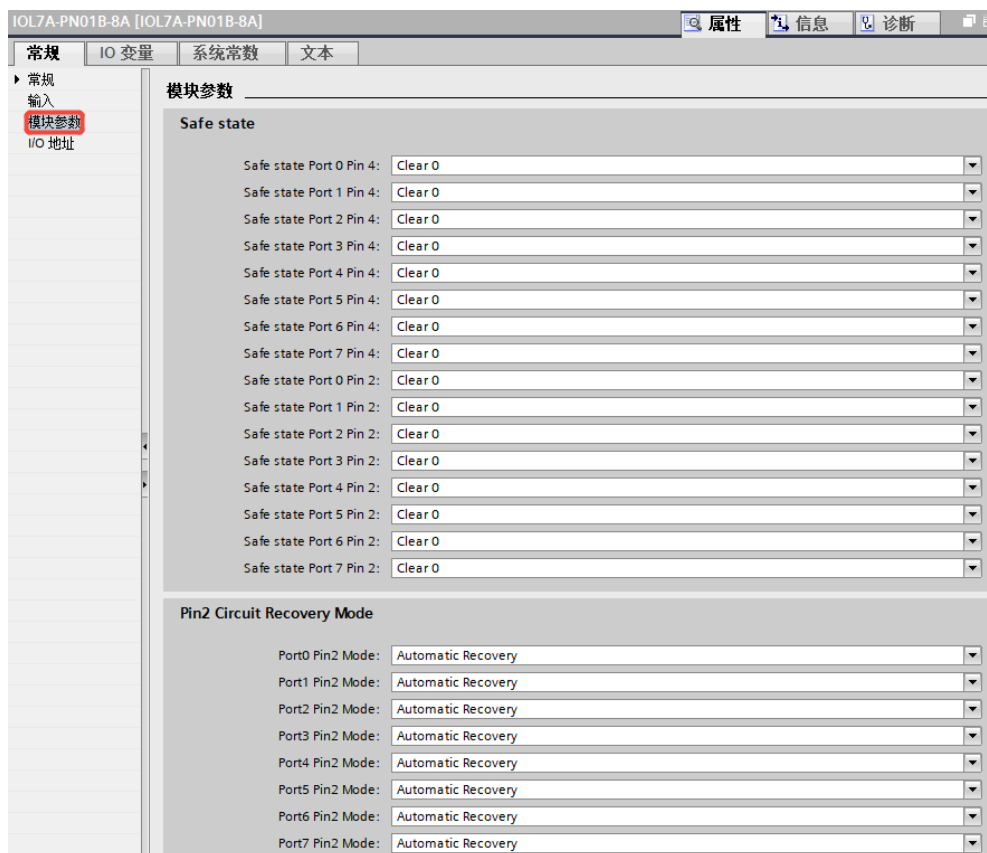 IOL7A-PN01B-8A [IOL7A-PN01B-8A]
属性 信息 诊断
常规 IO 变量 系统常数 文本
常规
输入
模块参数
I/O 地址
模块参数
Safe state
Safe state Port 0 Pin 4: Clear 0
Safe state Port 1 Pin 4: Clear 0
Safe state Port 2 Pin 4: Clear 0
Safe state Port 3 Pin 4: Clear 0
Safe state Port 4 Pin 4: Clear 0
Safe state Port 5 Pin 4: Clear 0
Safe state Port 6 Pin 4: Clear 0
Safe state Port 7 Pin 4: Clear 0
Safe state Port 0 Pin 2: Clear 0
Safe state Port 1 Pin 2: Clear 0
Safe state Port 2 Pin 2: Clear 0
Safe state Port 3 Pin 2: Clear 0
Safe state Port 4 Pin 2: Clear 0
Safe state Port 5 Pin 2: Clear 0
Safe state Port 6 Pin 2: Clear 0
Safe state Port 7 Pin 2: Clear 0
Pin2 Circuit Recovery Mode
Port0 Pin2 Mode: Automatic Recovery
Port1 Pin2 Mode: Automatic Recovery
Port2 Pin2 Mode: Automatic Recovery
Port3 Pin2 Mode: Automatic Recovery
Port4 Pin2 Mode: Automatic Recovery
Port5 Pin2 Mode: Automatic Recovery
Port6 Pin2 Mode: Automatic Recovery
Port7 Pin2 Mode: Automatic Recovery